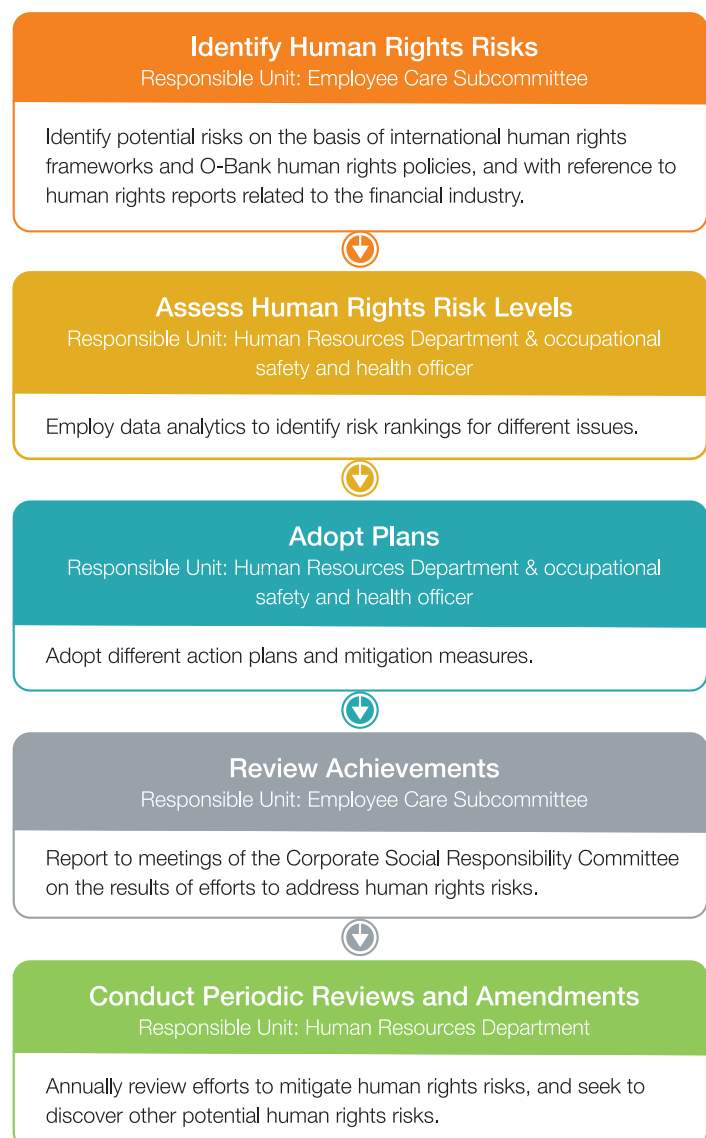 Identify Human Rights Risks
Responsible Unit: Employee Care Subcommittee
Identify potential risks on the basis of international human rights
frameworks and O-Bank human rights policies, and with reference to
human rights reports related to the financial industry.
Assess Human Rights Risk Levels
Responsible Unit: Human Resources Department & occupational
safety and health officer
Employ data analytics to identify risk rankings for different issues.
Adopt Plans
Responsible Unit: Human Resources Department & occupational
safety and health officer
Adopt different action plans and mitigation measures.
Review Achievements
Responsible Unit: Employee Care Subcommittee
Report to meetings of the Corporate Social Responsibility Committee
on the results of efforts to address human rights risks.
Conduct Periodic Reviews and Amendments
Responsible Unit: Human Resources Department
Annually review efforts to mitigate human rights risks, and seek to
discover other potential human rights risks.